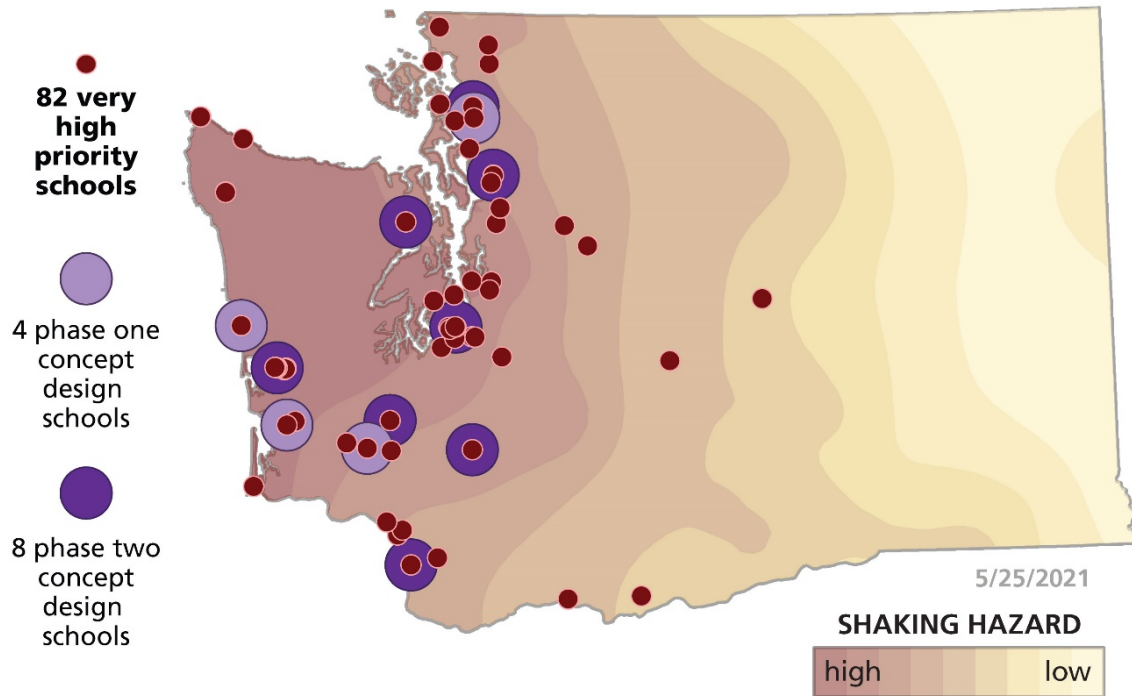 82 very
high
priority
schools
4 phase one
concept
design
schools
8 phase two
concept
design
schools
5/25/2021
SHAKING HAZARD
high low